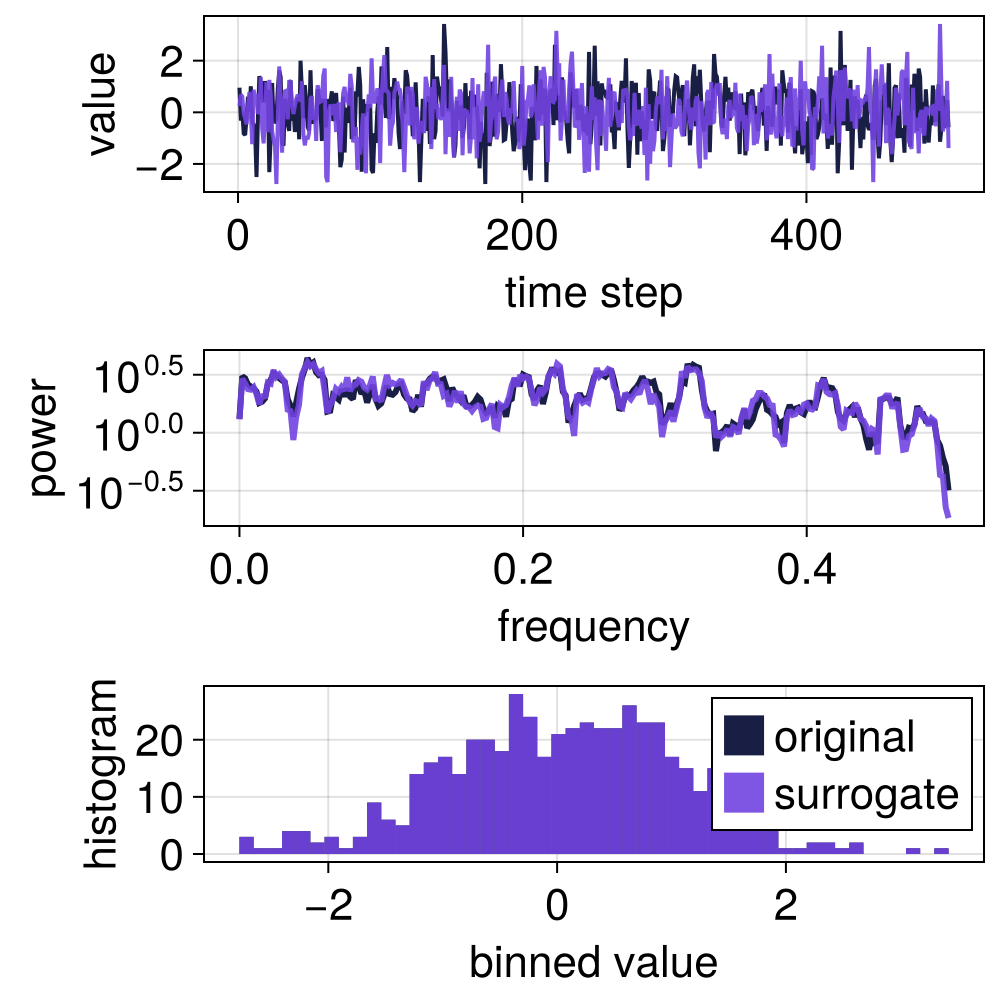 value
2
0
−2
0 200 400
time step
power
10^0.5
10^0.0
10^−0.5
0.0 0.2 0.4
frequency
histogram
20
10
0
original
surrogate
−2 0 2
binned value